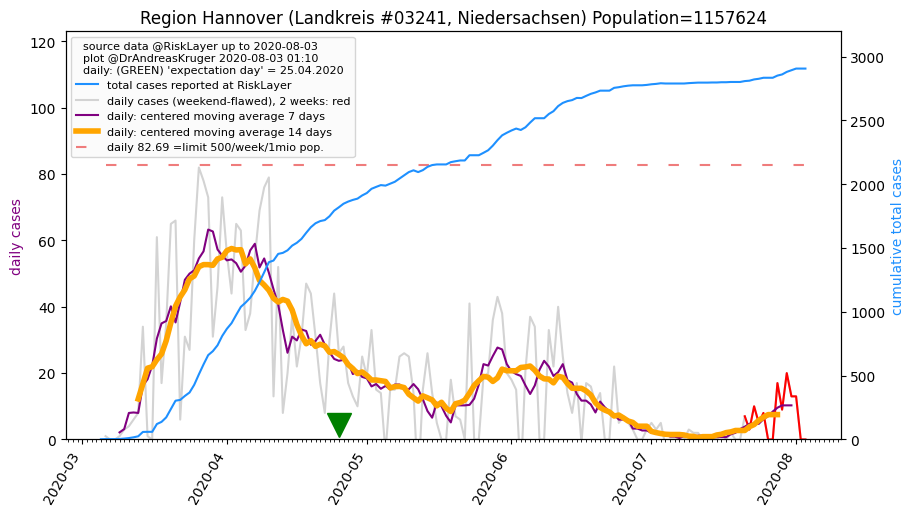 Region Hannover (Landkreis #03241, Niedersachsen) Population=1157624
source data @RiskLayer up to 2020-08-03
plot @DrAndreasKruger 2020-08-03 01:10
daily: (GREEN) 'expectation day' = 25.04.2020
total cases reported at RiskLayer
daily cases (weekend-flawed), 2 weeks: red
daily: centered moving average 7 days
daily: centered moving average 14 days
daily 82.69 =limit 500/week/1mio pop.
daily cases
120
100
80
60
40
20
0
cumulative total cases
3000
2500
2000
1500
1000
500
0
2020-03
2020-04
2020-05
2020-06
2020-07
2020-08